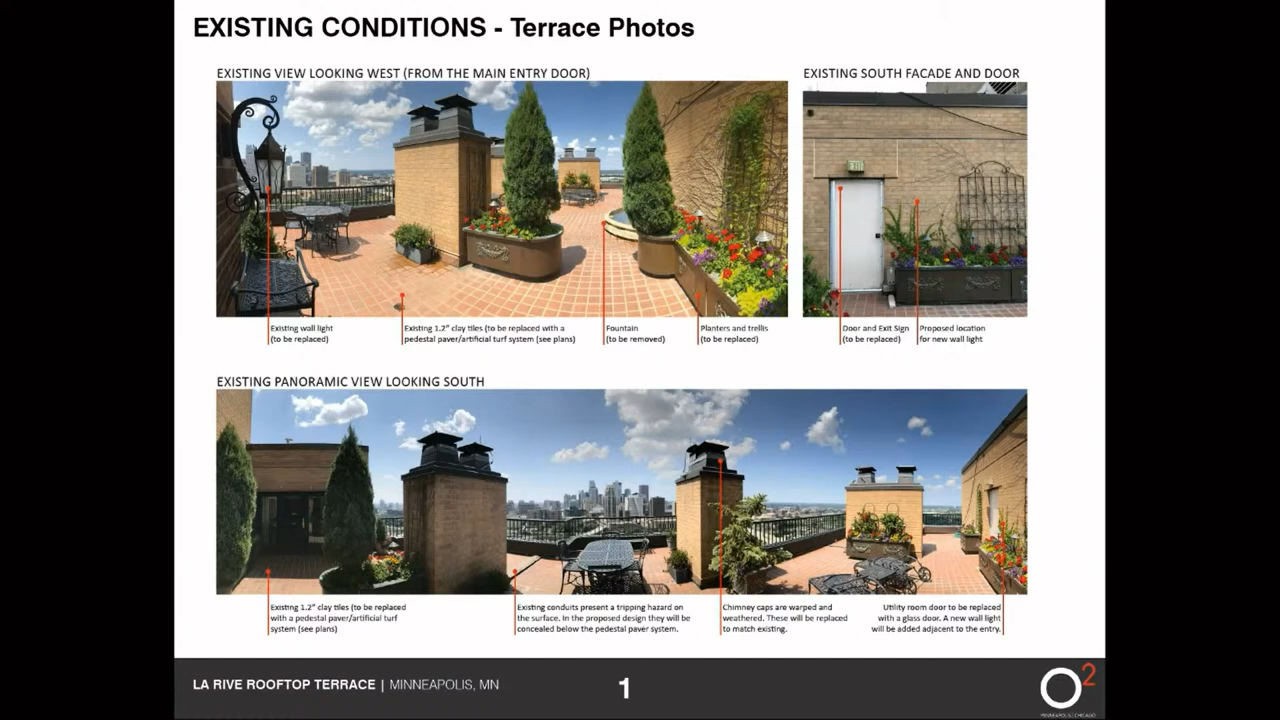 EXISTING CONDITIONS - Terrace Photos
EXISTING VIEW LOOKING WEST (FROM THE MAIN ENTRY DOOR)
EXISTING SOUTH FACADE AND DOOR
EXIT
Existing wall light
(to be replaced)
Existing 1.2" clay tiles (to be replaced with a
pedestal paver/artificial turf system (see plans)
Fountain
(to be removed)
Planters and trellis
(to be replaced)
Door and Exit Sign
(to be replaced)
Proposed location
for new wall light
EXISTING PANORAMIC VIEW LOOKING SOUTH
Existing 1.2" clay tiles (to be replaced
with a pedestal paver/artificial turf
system (see plans)
Existing conduits present a tripping hazard on
the surface. In the proposed design they will be
concealed below the pedestal paver system.
Chimney caps are warped and
weathered. These will be replaced
to match existing.
Utility room door to be replaced
with a glass door. A new wall light
will be added adjacent to the entry.
LA RIVE ROOFTOP TERRACE | MINNEAPOLIS, MN
1
O2
MINNEAPOLIS|CHICAGO